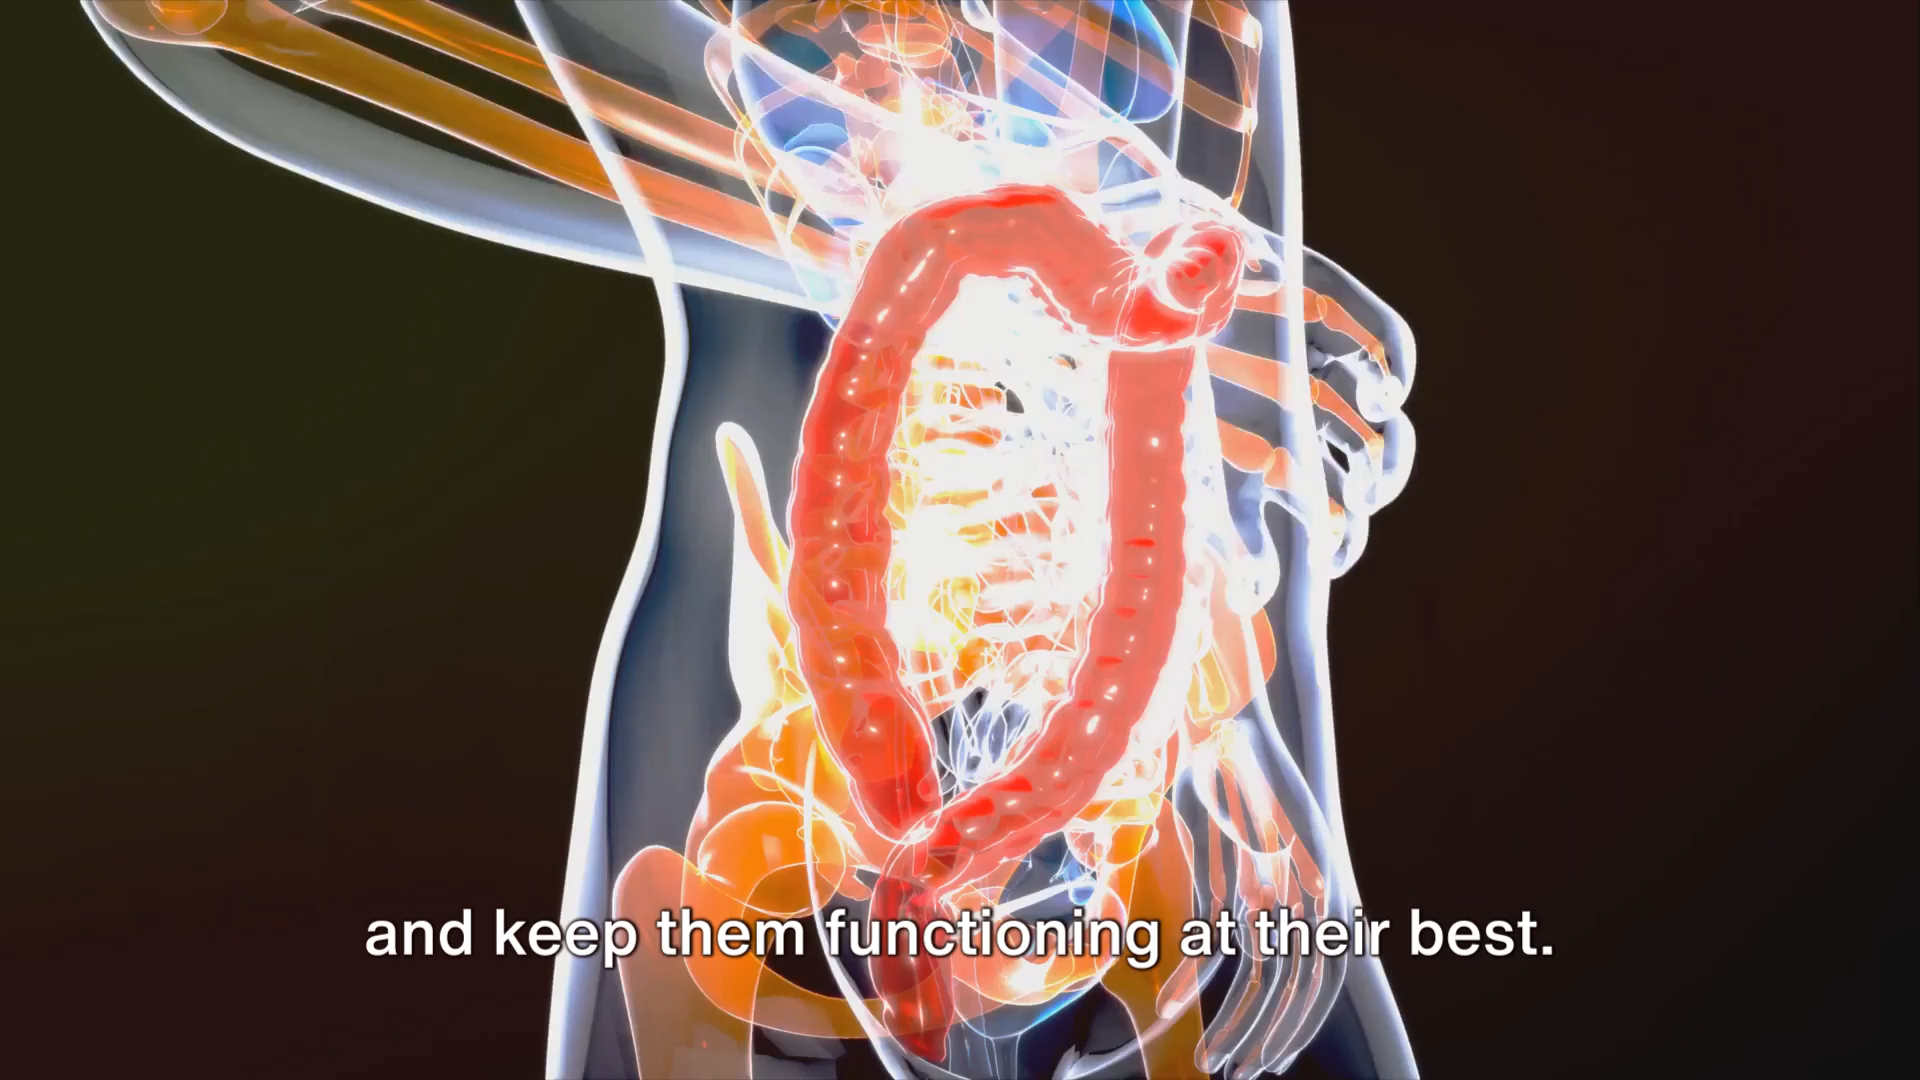 and keep them functioning at their best.